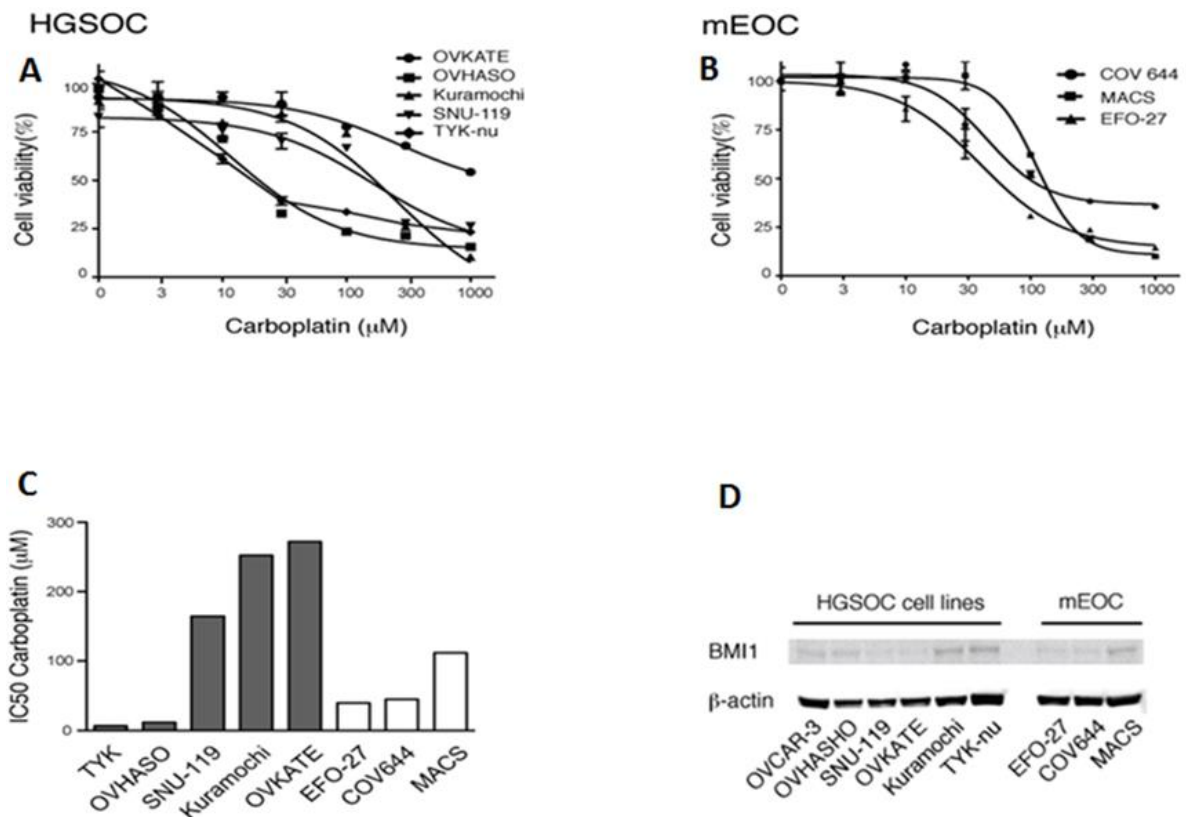 HGSOC
A
OVKATE
OVHASO
Kuramochi
SNU-119
TYK-nu
100
75
50
25
0
Cell viability(%)
0 3 10 30 100 300 1000
Carboplatin (μM)
mEOC
B
COV 644
MACS
EFO-27
100
75
50
25
0
Cell viability(%)
0 3 10 30 100 300 1000
Carboplatin (μM)
C
300
200
100
0
IC50 Carboplatin (μM)
TYK
OVHASO
SNU-119
Kuramochi
OVKATE
EFO-27
COV644
MACS
D
HGSOC cell lines mEOC
BMI1
β-actin
OVCAR-3
OVHASHO
SNU-119
OVKATE
Kuramochi
TYK-nu
EFO-27
COV644
MACS